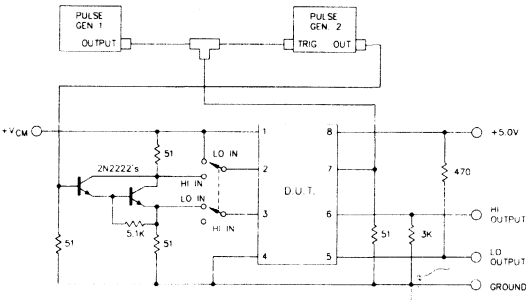 PULSE
GEN. 1
OUTPUT
PULSE
GEN. 2
TRIG OUT
+VCM
2N2222's
51
LO IN
HI IN
LO IN
HI IN
5.1K
51
51
1
2
3
4
D.U.T.
8
7
6
5
51
3K
470
+5.0V
HI
OUTPUT
LO
OUTPUT
GROUND